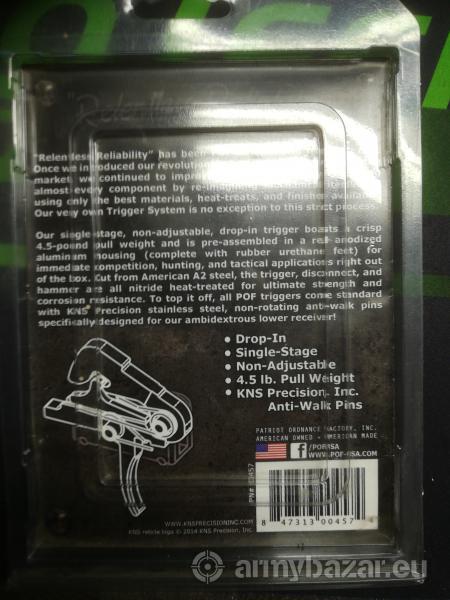 "Relentless Reliability" has been
Once we introduced our revolution
market, we continued to improve
almost every component by re-imagining
using only the best materials, heat-treats, and finishes available.
Our very own Trigger System is no exception to this strict process.
Our single-stage, non-adjustable, drop-in trigger boasts a crisp
4.5-pound pull weight and is pre-assembled in a red anodized
aluminum housing (complete with rubber urethane feet) for
immediate competition, hunting, and tactical applications right out
of the box. Cut from American A2 steel, the trigger, disconnect, and
hammer are all nitride heat-treated for ultimate strength and
corrosion resistance. To top it off, all POF triggers come standard
with KNS Precision stainless steel, non-rotating anti-walk pins
specifically designed for our ambidextrous lower receiver!
• Drop-In
• Single-Stage
• Non-Adjustable
• 4.5 lb. Pull Weight
• KNS Precision, Inc.
Anti-Walk Pins
PATRIOT ORDNANCE FACTORY, INC.
AMERICAN OWNED - AMERICAN MADE
f /POFUSA
WWW.POF-USA.COM
PN# 00457
8 47313 00457
WWW.KNSPRECISIONINC.COM
KNS reticle logo © 2014 KNS Precision, Inc.
armybazar.eu